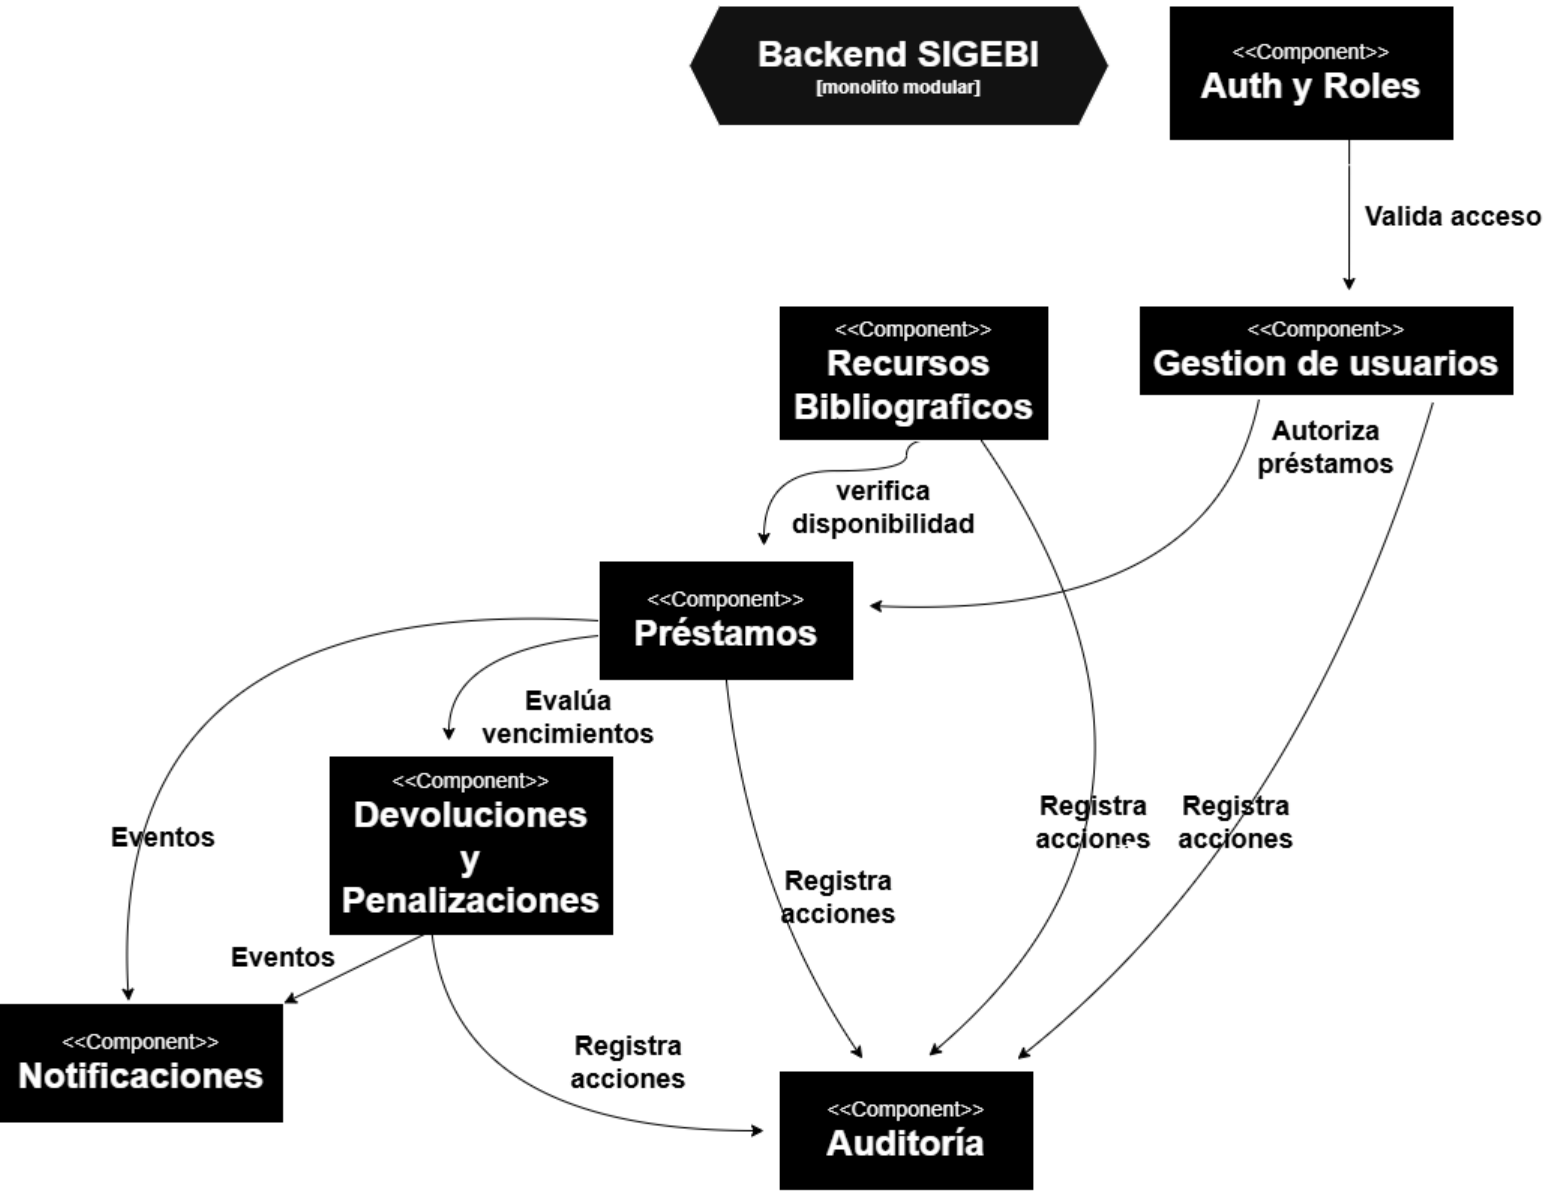 Backend SIGEBI
[monolito modular]
<<Component>>
Auth y Roles
Valida acceso
<<Component>>
Recursos
Bibliograficos
<<Component>>
Gestion de usuarios
Autoriza
préstamos
verifica
disponibilidad
<<Component>>
Préstamos
Evalúa
vencimientos
<<Component>>
Devoluciones
y
Penalizaciones
Eventos
Registra
acciones
Registra
acciones
Registra
acciones
Eventos
<<Component>>
Notificaciones
Registra
acciones
<<Component>>
Auditoría